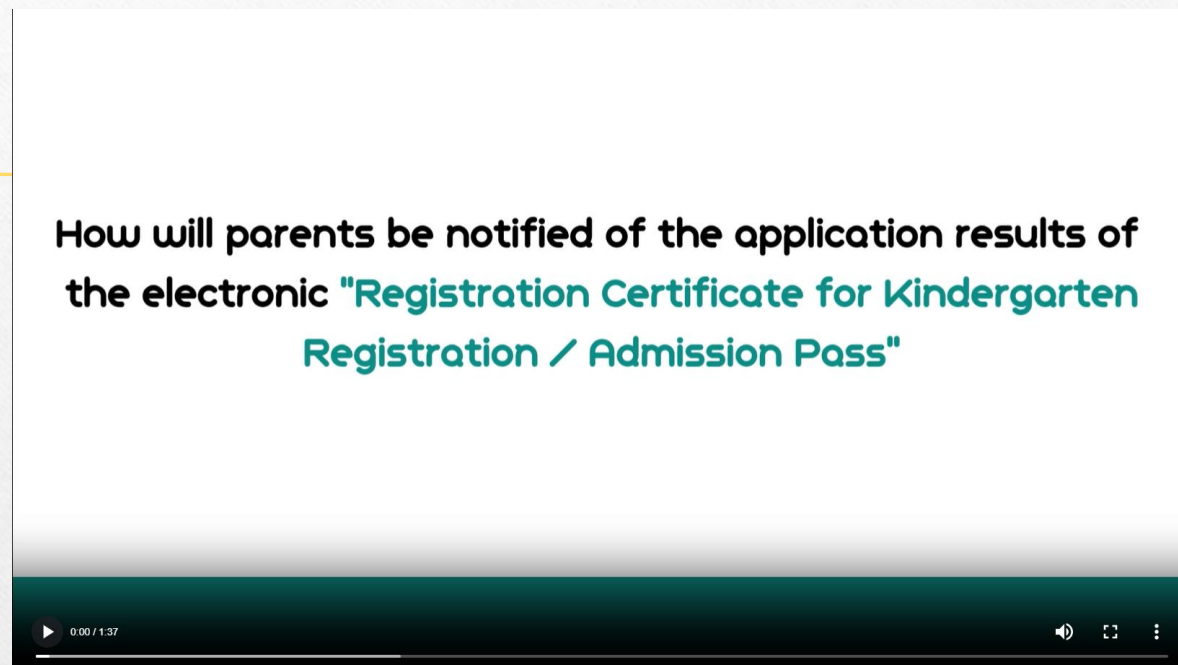 How will parents be notified of the application results of
the electronic "Registration Certificate for Kindergarten
Registration / Admission Pass"
0:00 / 1:37